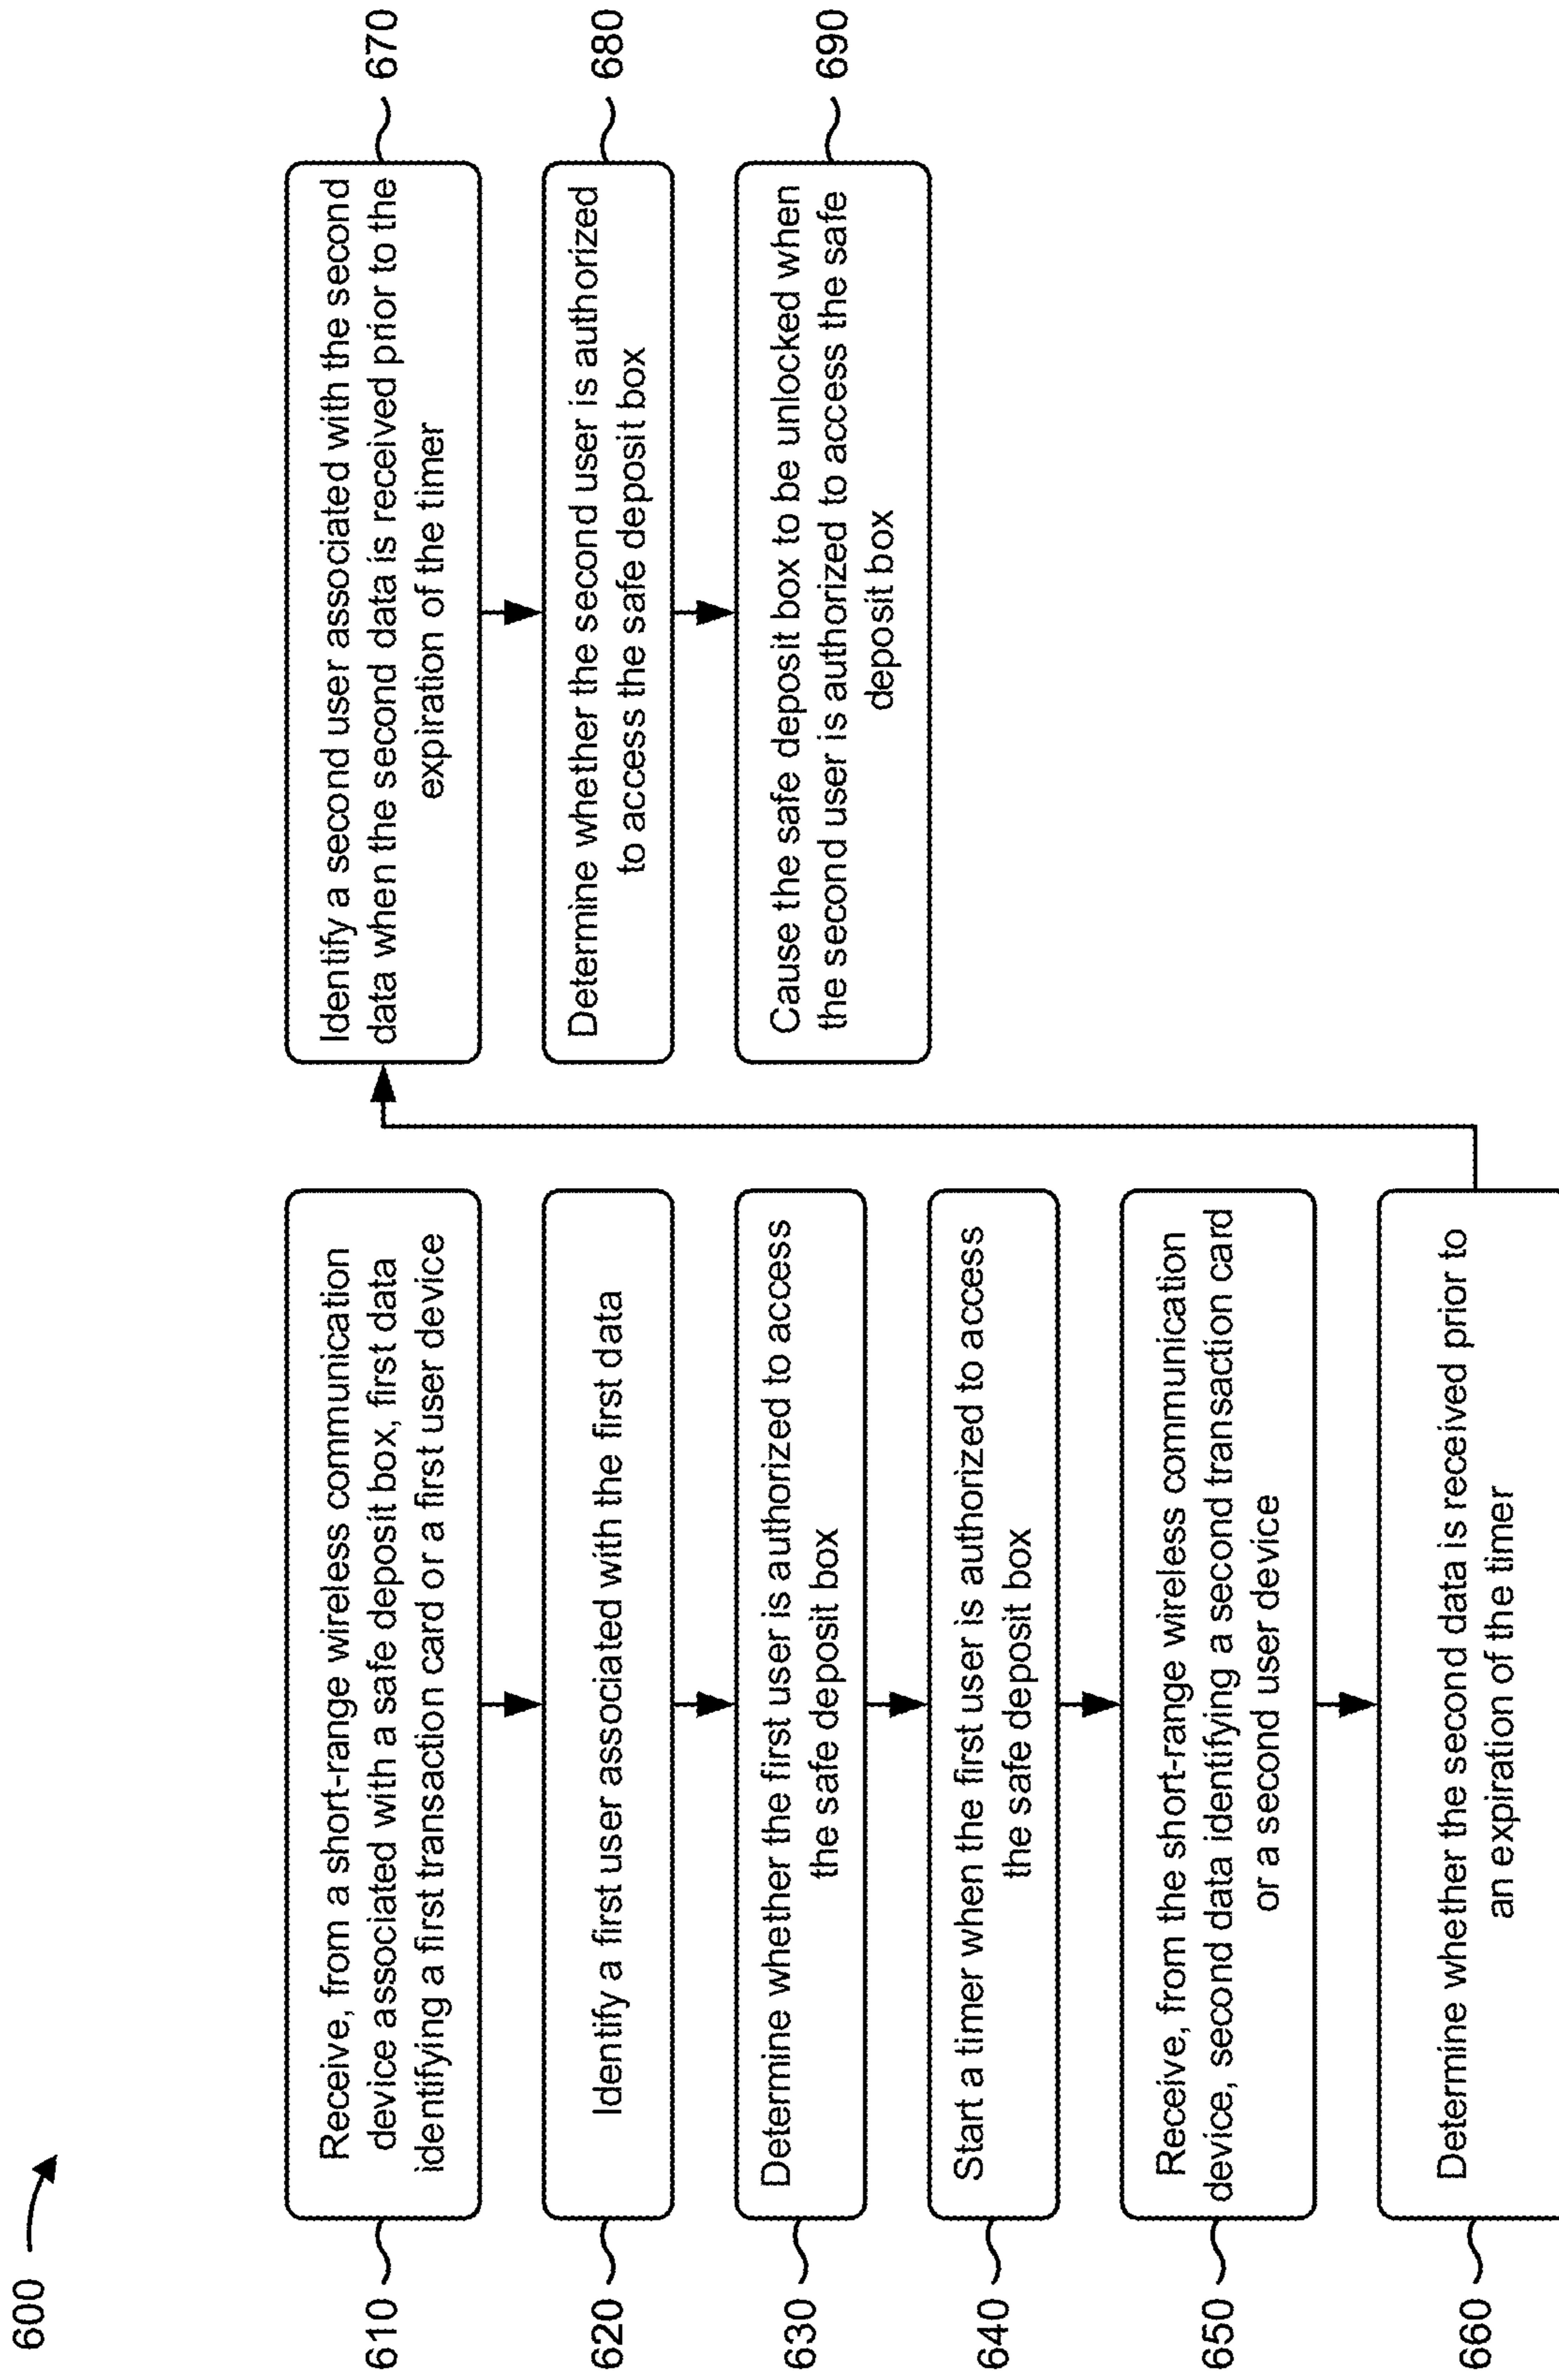 600
610
Receive, from a short-range wireless communication
device associated with a safe deposit box, first data
identifying a first transaction card or a first user device
620
Identify a first user associated with the first data
630
Determine whether the first user is authorized to access
the safe deposit box
640
Start a timer when the first user is authorized to access
the safe deposit box
650
Receive, from the short-range wireless communication
device, second data identifying a second transaction card
or a second user device
660
Determine whether the second data is received prior to
an expiration of the timer
670
Identify a second user associated with the second
data when the second data is received prior to the
expiration of the timer
680
Determine whether the second user is authorized
to access the safe deposit box
690
Cause the safe deposit box to be unlocked when
the second user is authorized to access the safe
deposit box